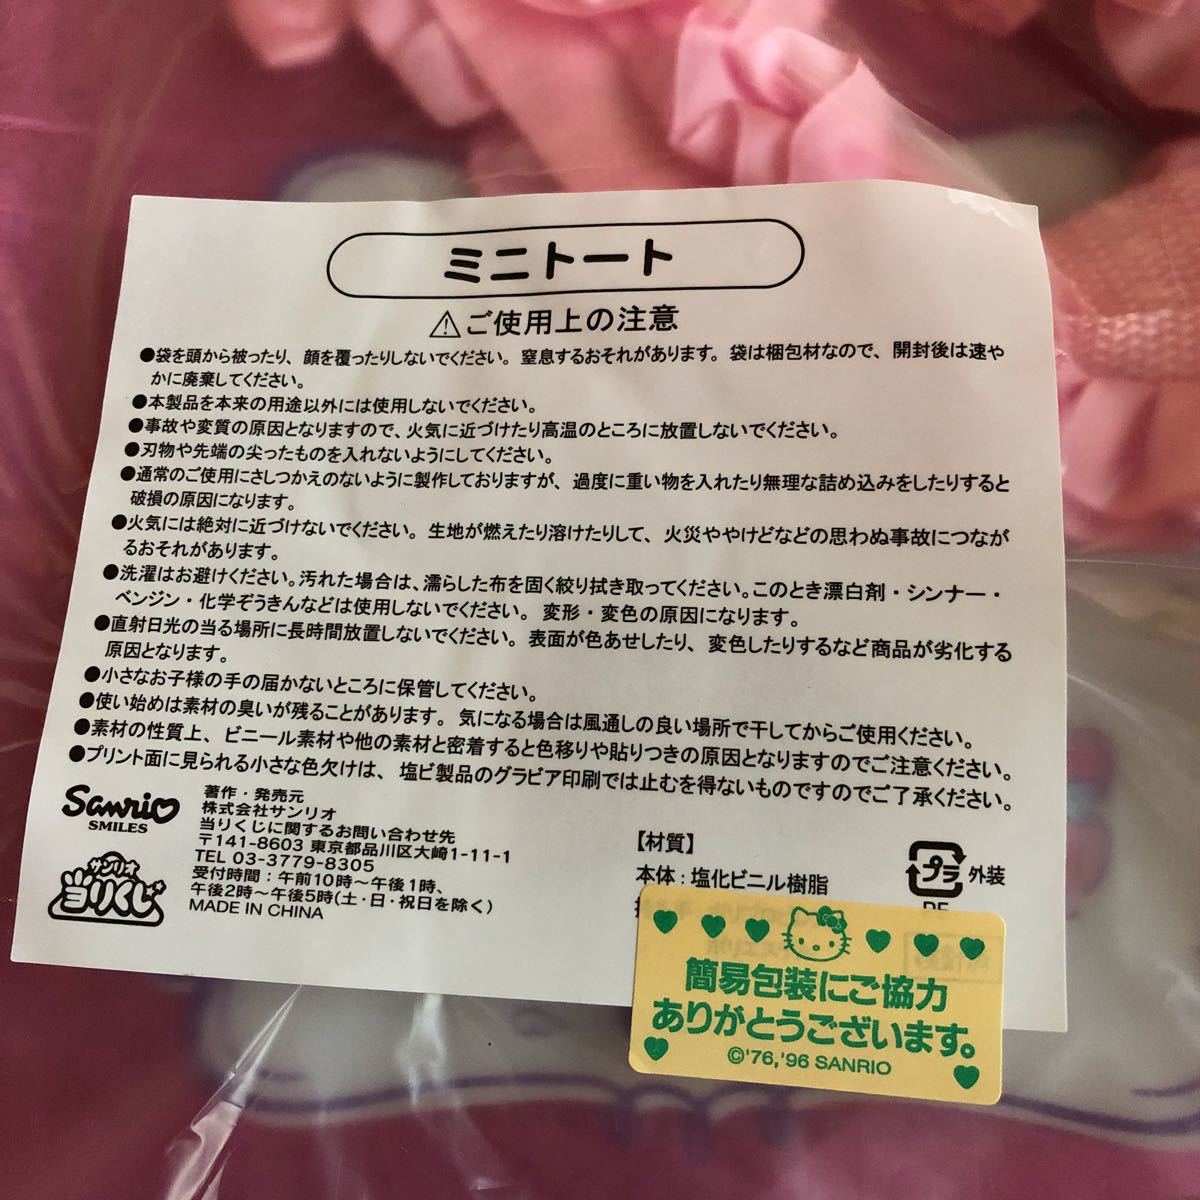 ミニトート
⚠ご使用上の注意
●袋を頭から被ったり、顔を覆ったりしないでください。窒息するおそれがあります。袋は梱包材なので、開封後は速や
かに廃棄してください。
●本製品を本来の用途以外には使用しないでください。
●事故や変質の原因となりますので、火気に近づけたり高温のところに放置しないでください。
●刃物や先端の尖ったものを入れないようにしてください。
●通常のご使用にさしつかえのないように製作しておりますが、過度に重い物を入れたり無理な詰め込みをしたりすると
破損の原因になります。
●火気には絶対に近づけないでください。生地が燃えたり溶けたりして、火災ややけどなどの思わぬ事故につなが
るおそれがあります。
●洗濯はお避けください。汚れた場合は、濡らした布を固く絞り拭き取ってください。このとき漂白剤・シンナー・
ベンジン・化学ぞうきんなどは使用しないでください。変形・変色の原因になります。
●直射日光の当る場所に長時間放置しないでください。表面が色あせしたり、変色したりするなど商品が劣化する
原因となります。
●小さなお子様の手の届かないところに保管してください。
●使い始めは素材の臭いが残ることがあります。気になる場合は風通しの良い場所で干してからご使用ください。
●素材の性質上、ビニール素材や他の素材と密着すると色移りや貼りつきの原因となりますのでご注意ください。
●プリント面に見られる小さな色欠けは、塩ビ製品のグラビア印刷では止むを得ないものですのでご了承ください。
Sanrio
SMILES
サンリオ
当りくじ
著作・発売元
株式会社サンリオ
当りくじに関するお問い合わせ先
〒141-8603 東京都品川区大崎1-11-1
TEL 03-3779-8305
受付時間：午前10時～午後1時、
午後2時～午後5時(土・日・祝日を除く)
MADE IN CHINA
【材質】
本体：塩化ビニル樹脂
プラ 外装
簡易包装にご協力
ありがとうございます。
©'76,'96 SANRIO